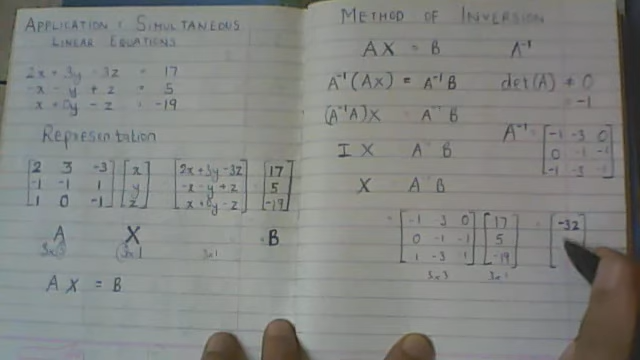 APPLICATION : SIMULTANEOUS
LINEAR EQUATIONS
2x + 3y - 3z = 17
-x - y + z = 5
x + 0y - z = -19
Representation
2 3 -3
-1 -1 1
1 0 -1
x
y
z
2x+3y-3z
-x - y + z
x + 0y - z
17
5
-19
A
3x3
X
(3x1
3x1
B
A X = B
METHOD OF INVERSION
AX = B A⁻¹
A⁻¹(AX) = A⁻¹B det(A) ≠ 0
= -1
(A⁻¹A)X A⁻¹B
A⁻¹ =
-1 -3 0
0 -1 -1
-1 -3 1
I X A⁻¹B
X A⁻¹B
=
-1 -3 0
0 -1 -1
1 -3 1
3x3
17
5
-19
3x1
=
-32